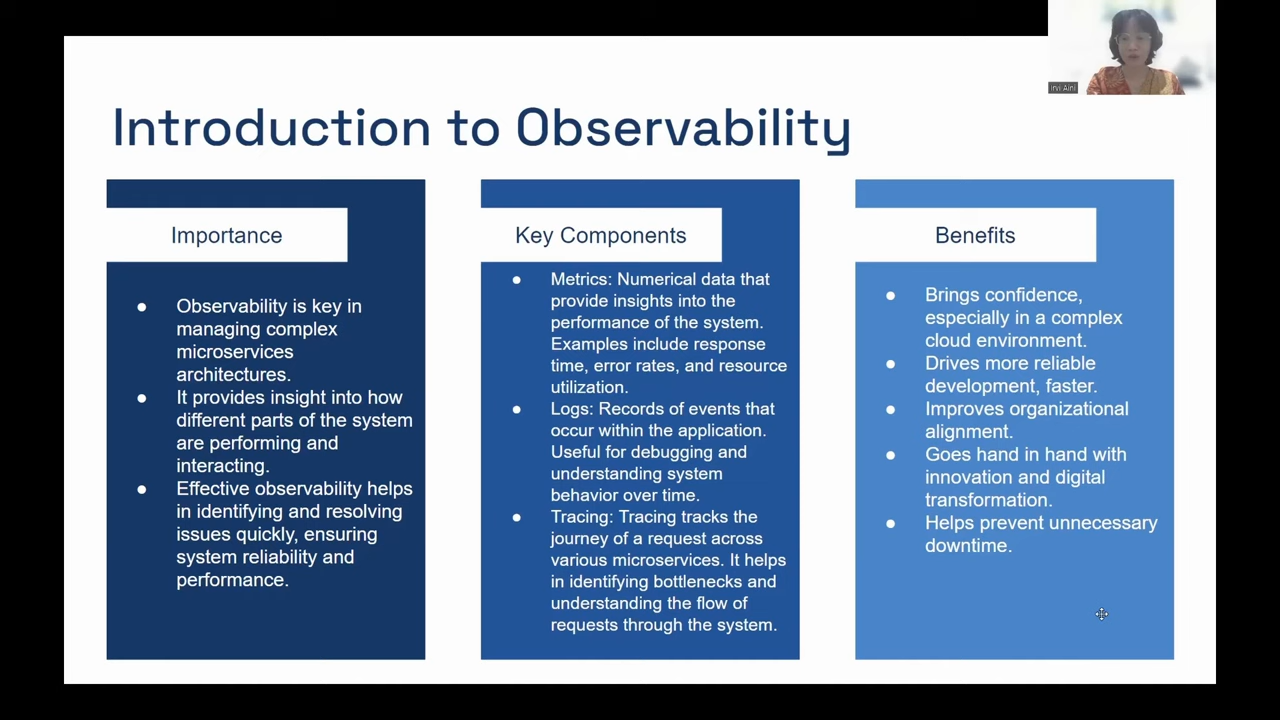 Irvi Aini
Introduction to Observability
Importance
● Observability is key in
managing complex
microservices
architectures.
● It provides insight into how
different parts of the system
are performing and
interacting.
● Effective observability helps
in identifying and resolving
issues quickly, ensuring
system reliability and
performance.
Key Components
● Metrics: Numerical data that
provide insights into the
performance of the system.
Examples include response
time, error rates, and resource
utilization.
● Logs: Records of events that
occur within the application.
Useful for debugging and
understanding system
behavior over time.
● Tracing: Tracing tracks the
journey of a request across
various microservices. It helps
in identifying bottlenecks and
understanding the flow of
requests through the system.
Benefits
● Brings confidence,
especially in a complex
cloud environment.
● Drives more reliable
development, faster.
● Improves organizational
alignment.
● Goes hand in hand with
innovation and digital
transformation.
● Helps prevent unnecessary
downtime.